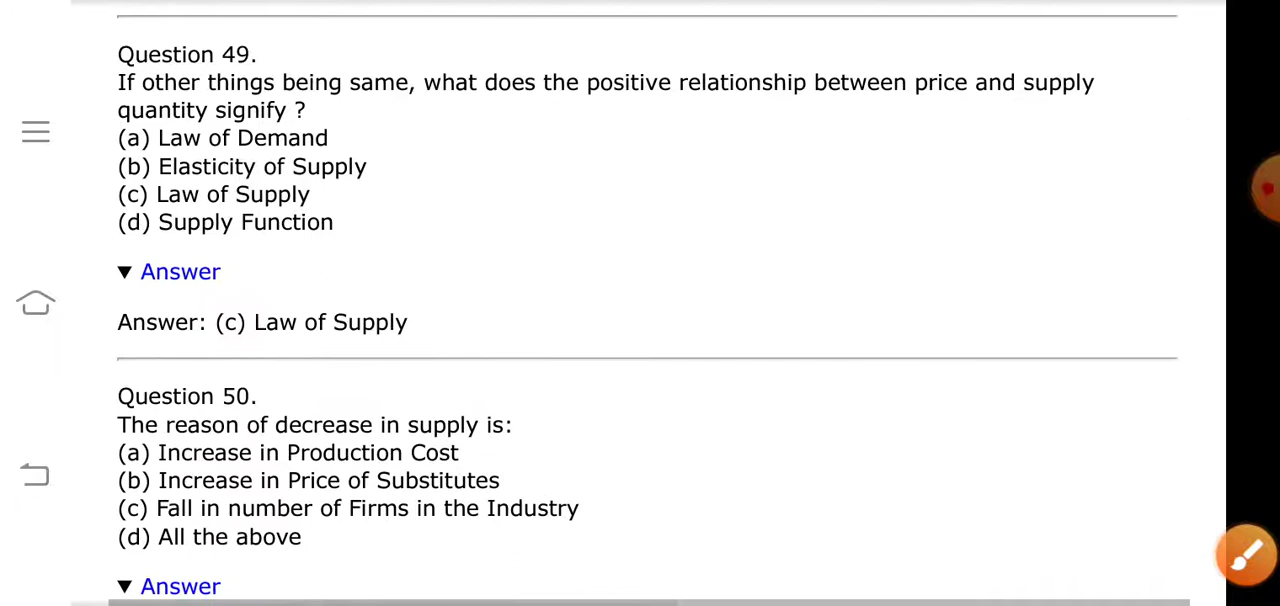 Question 49.
If other things being same, what does the positive relationship between price and supply
quantity signify ?
(a) Law of Demand
(b) Elasticity of Supply
(c) Law of Supply
(d) Supply Function
▼ Answer
Answer: (c) Law of Supply
Question 50.
The reason of decrease in supply is:
(a) Increase in Production Cost
(b) Increase in Price of Substitutes
(c) Fall in number of Firms in the Industry
(d) All the above
▼ Answer